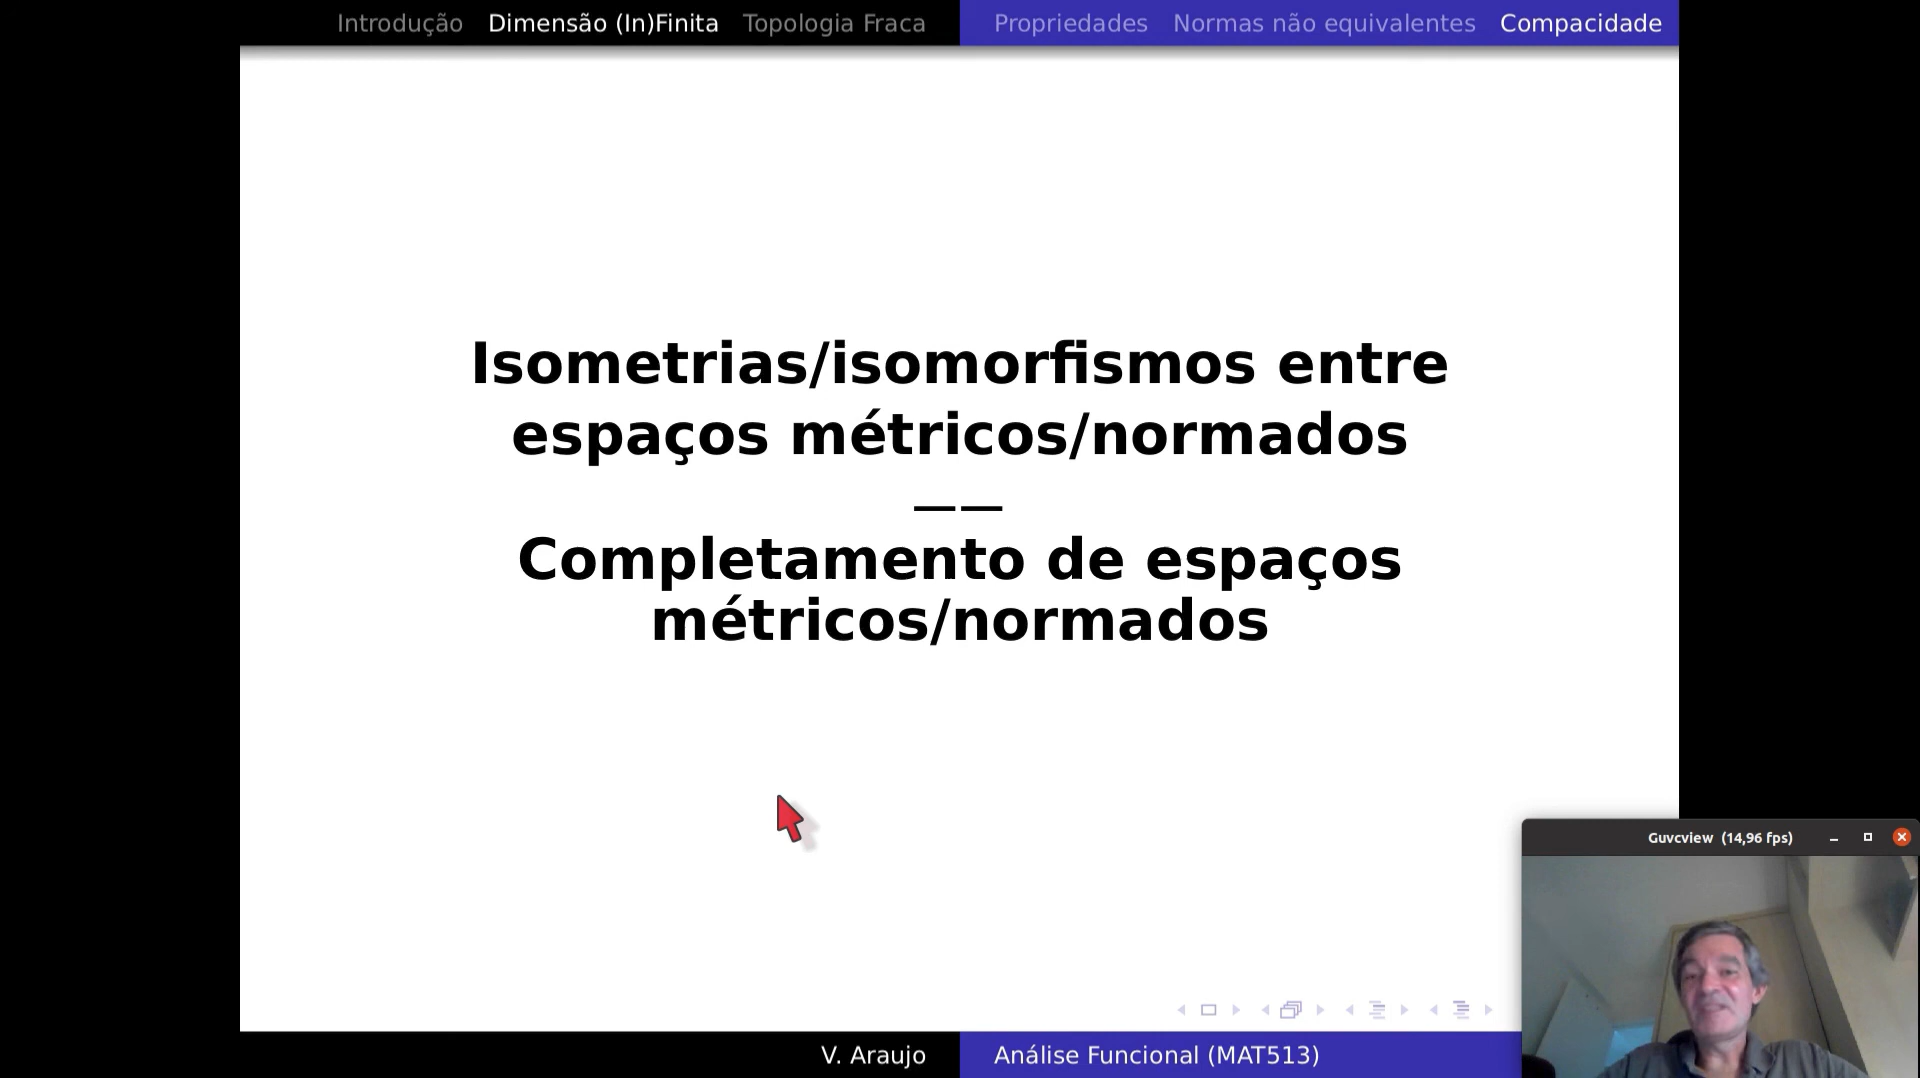 Introdução Dimensão (In)Finita Topologia Fraca Propriedades Normas não equivalentes Compacidade
Isometrias/isomorfismos entre
espaços métricos/normados
——
Completamento de espaços
métricos/normados
Guvcview (14,96 fps)
V. Araujo Análise Funcional (MAT513)